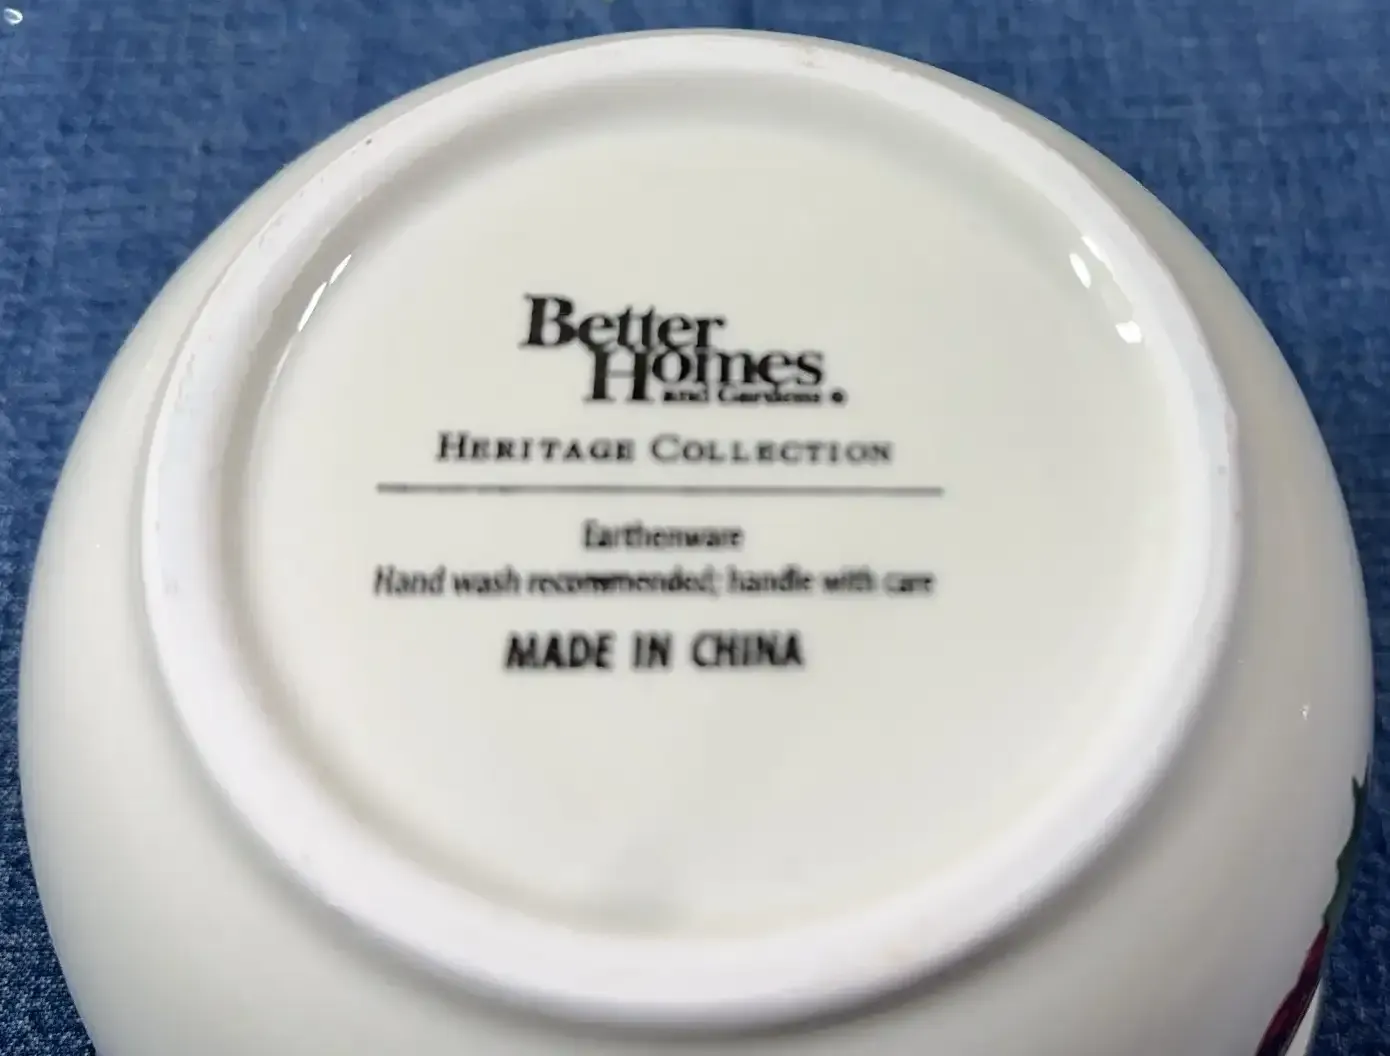 Better
Homes
and Gardens ®
HERITAGE COLLECTION
Earthenware
Hand wash recommended; handle with care
MADE IN CHINA